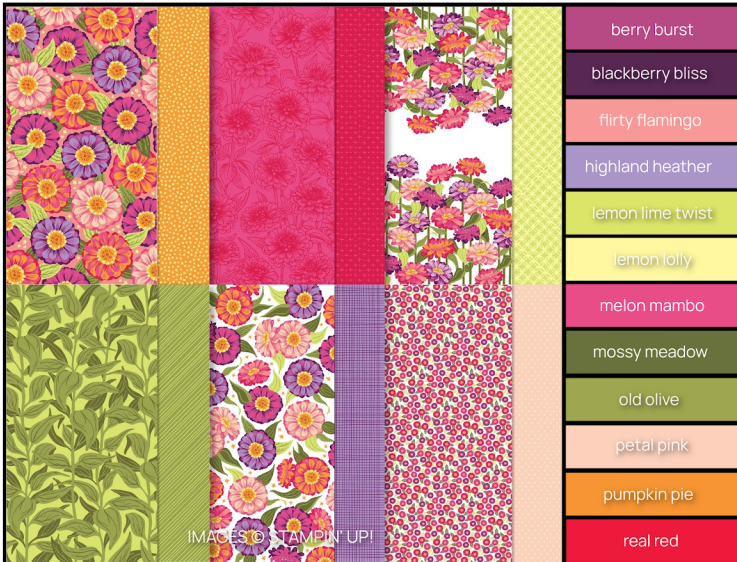 berry burst
blackberry bliss
flirty flamingo
highland heather
lemon lime twist
lemon lolly
melon mambo
mossy meadow
old olive
petal pink
pumpkin pie
real red
IMAGES © STAMPIN' UP!